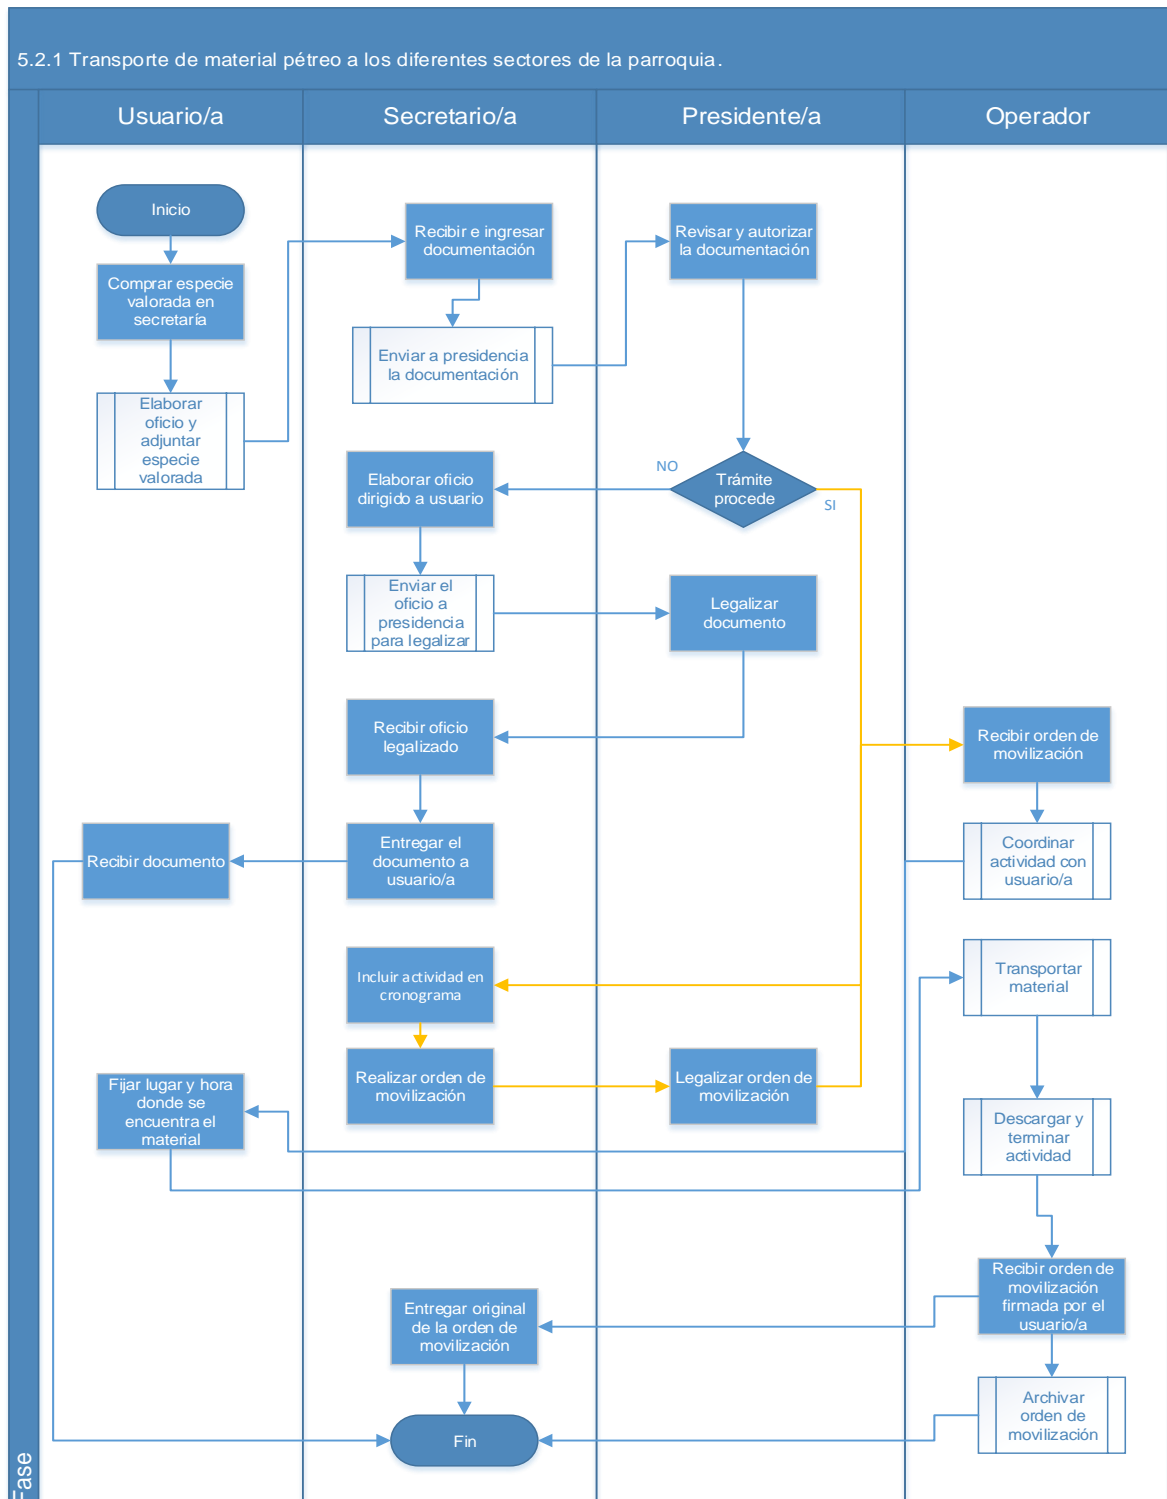 5.2.1 Transporte de material pétreo a los diferentes sectores de la parroquia.
Usuario/a
Secretario/a
Presidente/a
Operador
Inicio
Recibir e ingresar
documentación
Revisar y autorizar
la documentación
Comprar especie
valorada en
secretaría
Enviar a presidencia
la documentación
Elaborar
oficio y
adjuntar
especie
valorada
Elaborar oficio
dirigido a usuario
NO
Trámite
procede
SI
Enviar el
oficio a
presidencia
para legalizar
Legalizar
documento
Recibir oficio
legalizado
Recibir orden de
movilización
Recibir documento
Entregar el
documento a
usuario/a
Coordinar
actividad con
usuario/a
Incluir actividad en
cronograma
Transportar
material
Fijar lugar y hora
donde se
encuentra el
material
Realizar orden de
movilización
Legalizar orden de
movilización
Descargar y
terminar
actividad
Recibir orden de
movilización
firmada por el
usuario/a
Entregar original
de la orden de
movilización
Archivar
orden de
movilización
Fin
Fase